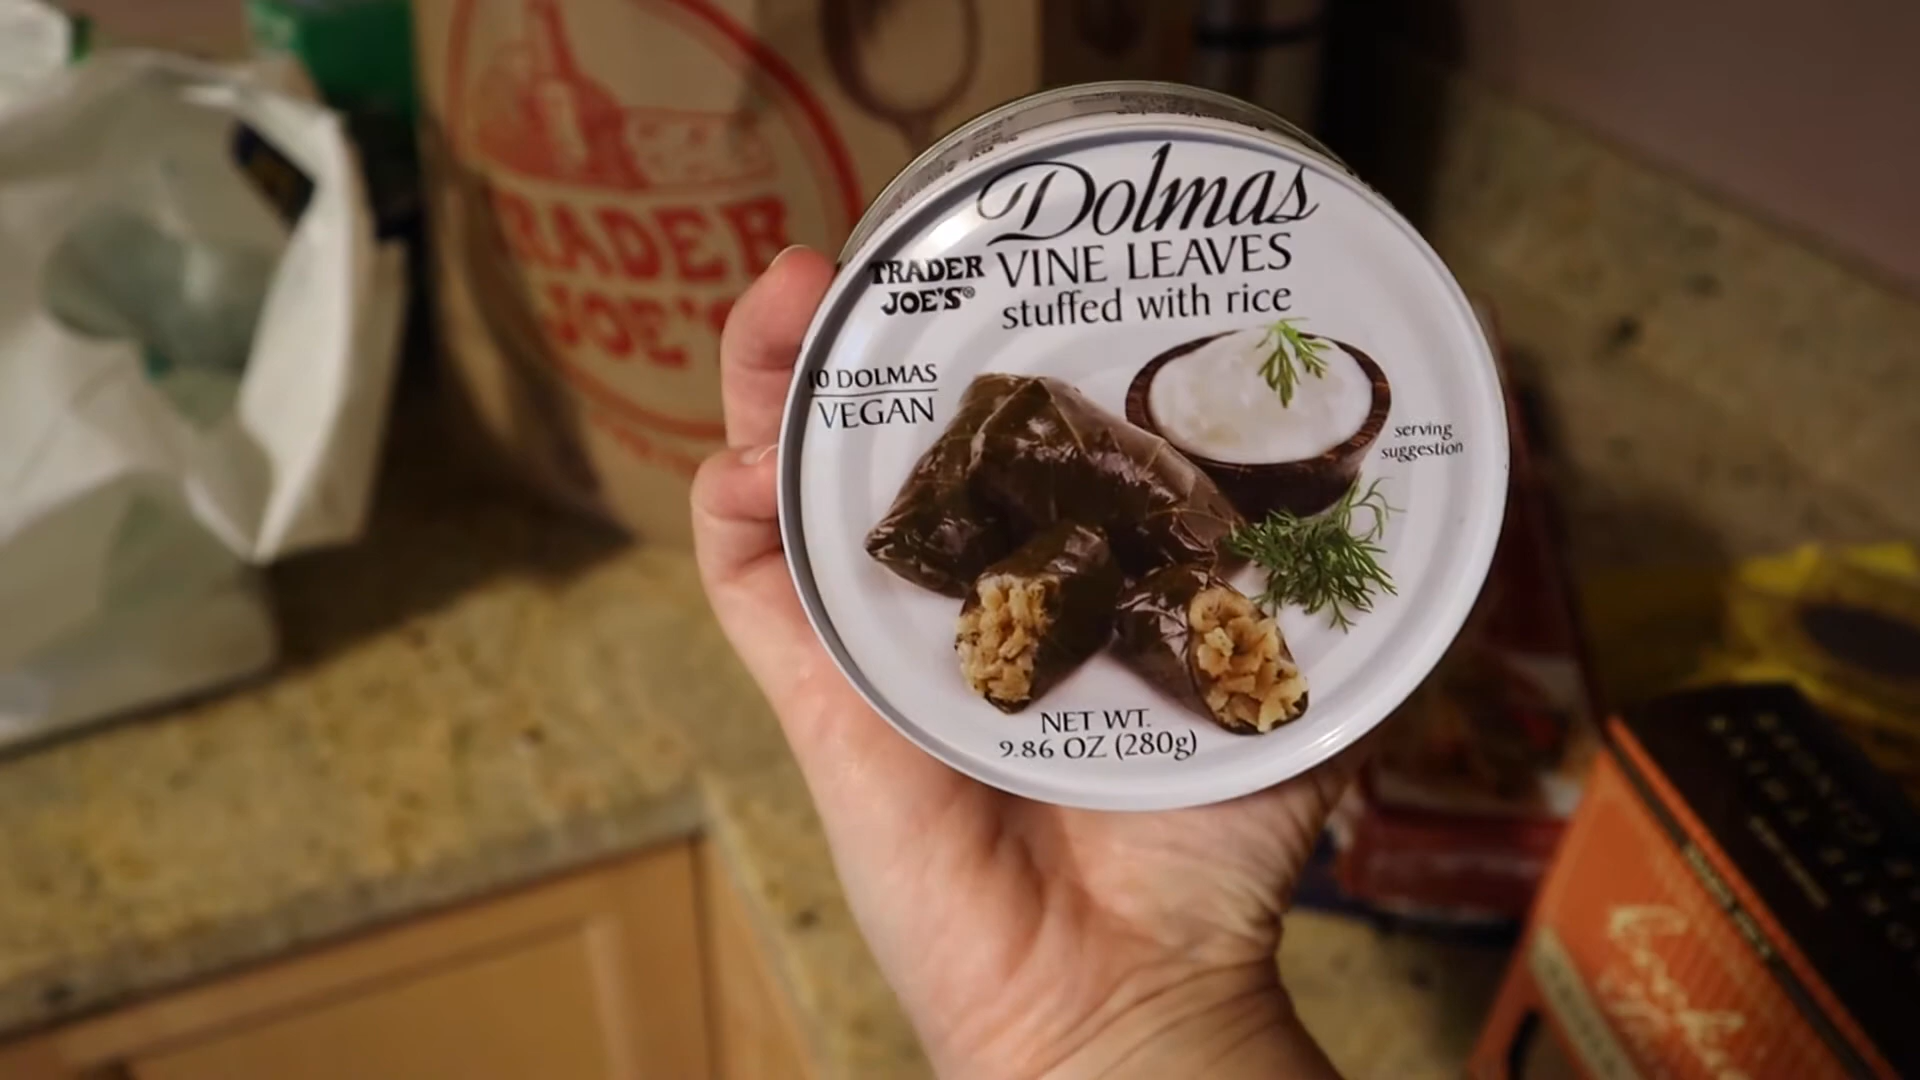 TRADER
JOE'S
Dolmas
VINE LEAVES
stuffed with rice
TRADER
JOE'S®
10 DOLMAS
VEGAN
serving
suggestion
NET WT.
9.86 OZ (280g)